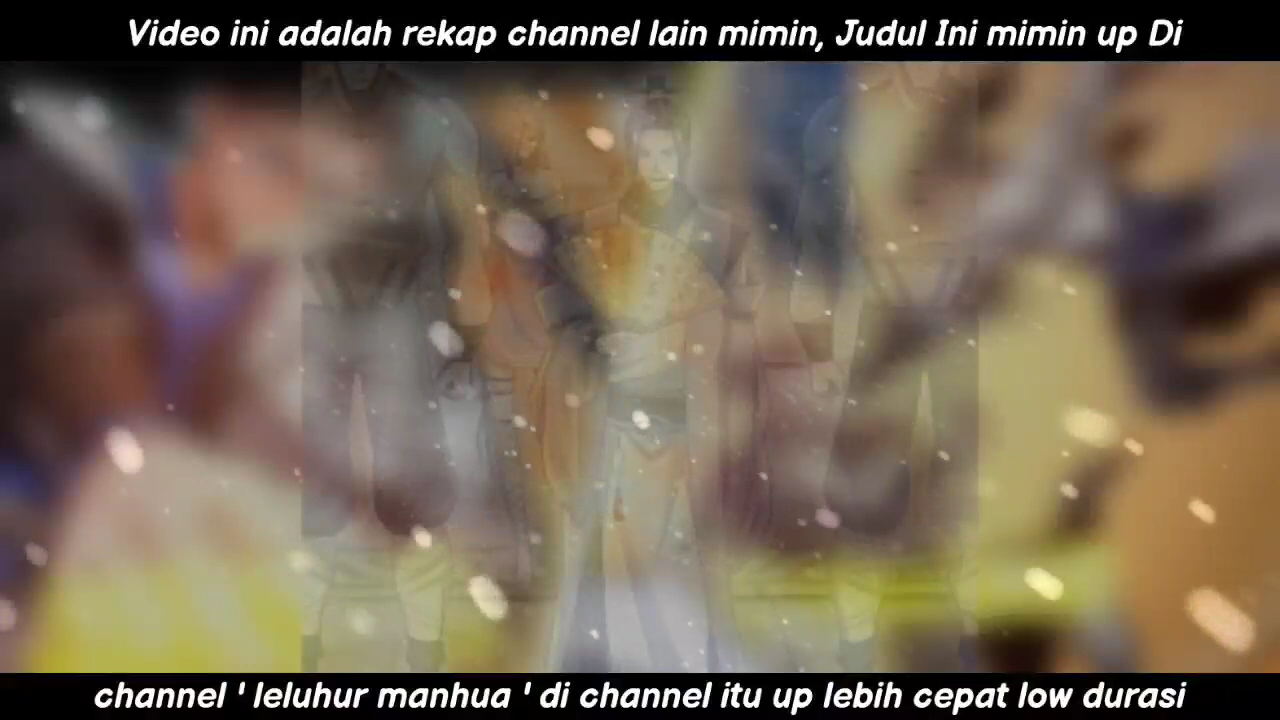 Video ini adalah rekap channel lain mimin, Judul Ini mimin up Di
channel ' leluhur manhua ' di channel itu up lebih cepat low durasi